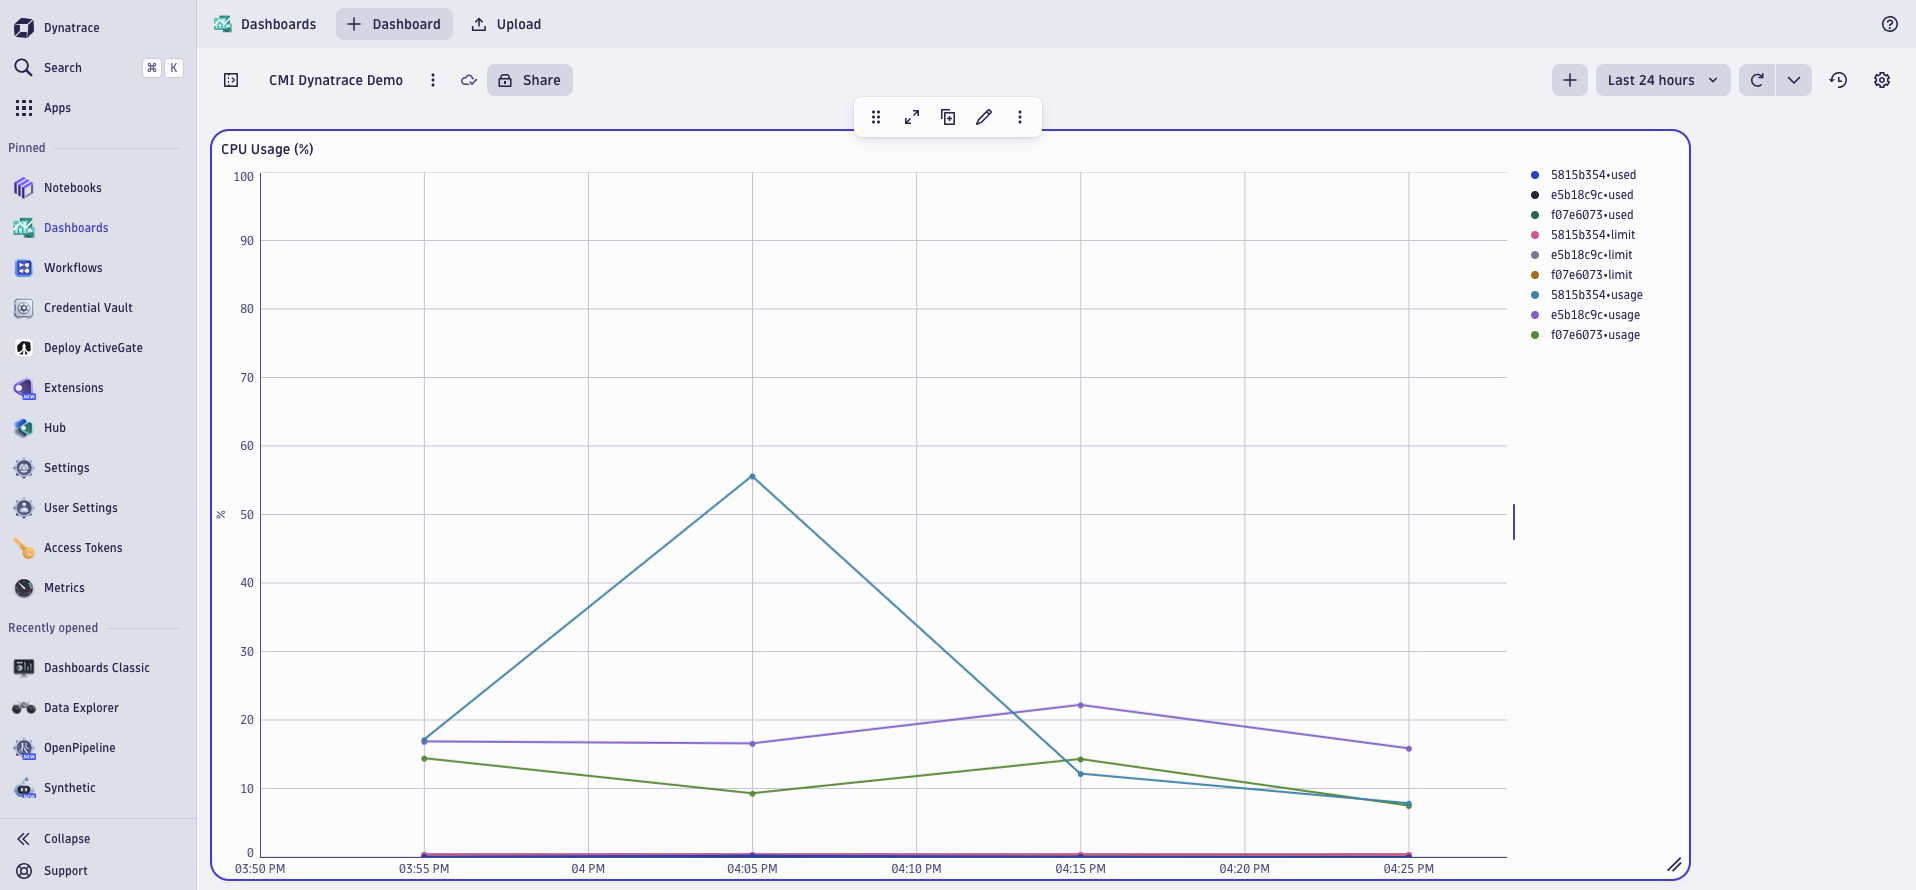 Dynatrace
Search
⌘ K
Apps
Pinned
Notebooks
Dashboards
Workflows
Credential Vault
Deploy ActiveGate
Extensions
NEW
Hub
Settings
User Settings
Access Tokens
Metrics
Recently opened
Dashboards Classic
Data Explorer
OpenPipeline
NEW
Synthetic
NEW
Collapse
Support
Dashboards
Dashboard
Upload
CMI Dynatrace Demo
Share
Last 24 hours
CPU Usage (%)
100
90
80
70
60
50
40
30
20
10
0
%
03:50 PM
03:55 PM
04 PM
04:05 PM
04:10 PM
04:15 PM
04:20 PM
04:25 PM
5815b354•used
e5b18c9c•used
f07e6073•used
5815b354•limit
e5b18c9c•limit
f07e6073•limit
5815b354•usage
e5b18c9c•usage
f07e6073•usage